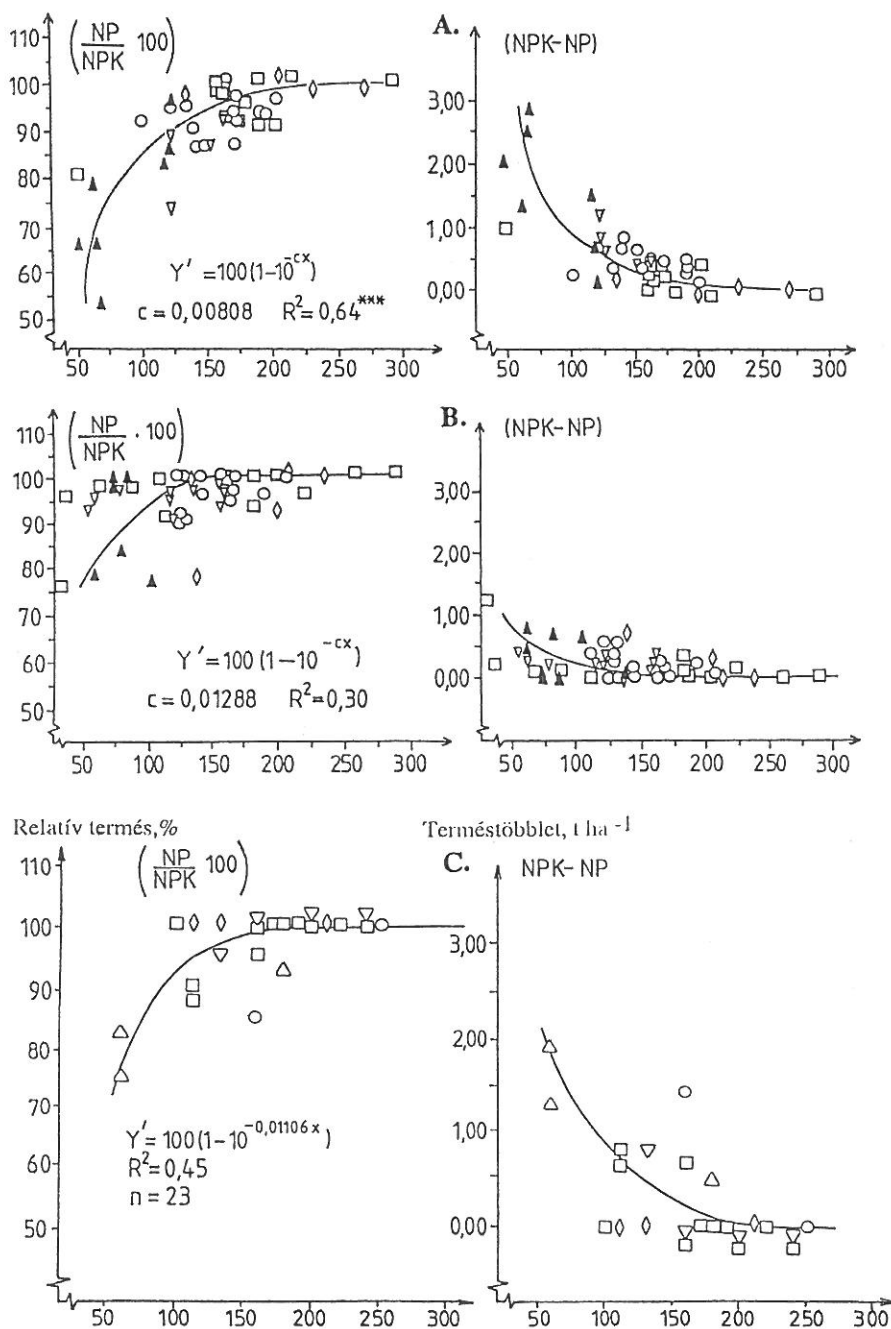 A.
(NP/NPK 100)
110
100
90
80
70
60
50
Y' = 100(1-10^-cx)
c = 0,00808 R² = 0,64***
50 100 150 200 250 300
(NPK-NP)
3,00
2,00
1,00
0,00
50 100 150 200 250 300
B.
(NP/NPK · 100)
110
100
90
80
70
60
50
Y' = 100(1-10^-cx)
c = 0,01288 R² = 0,30
50 100 150 200 250 300
(NPK-NP)
3,00
2,00
1,00
0,00
50 100 150 200 250 300
Relatív termés,%
Terméstöbblet, t ha⁻¹
C.
(NP/NPK 100)
110
100
90
80
70
60
50
Y' = 100(1-10^-0,01106x)
R² = 0,45
n = 23
50 100 150 200 250 300
NPK-NP
3,00
2,00
1,00
0,00
50 100 150 200 250 300